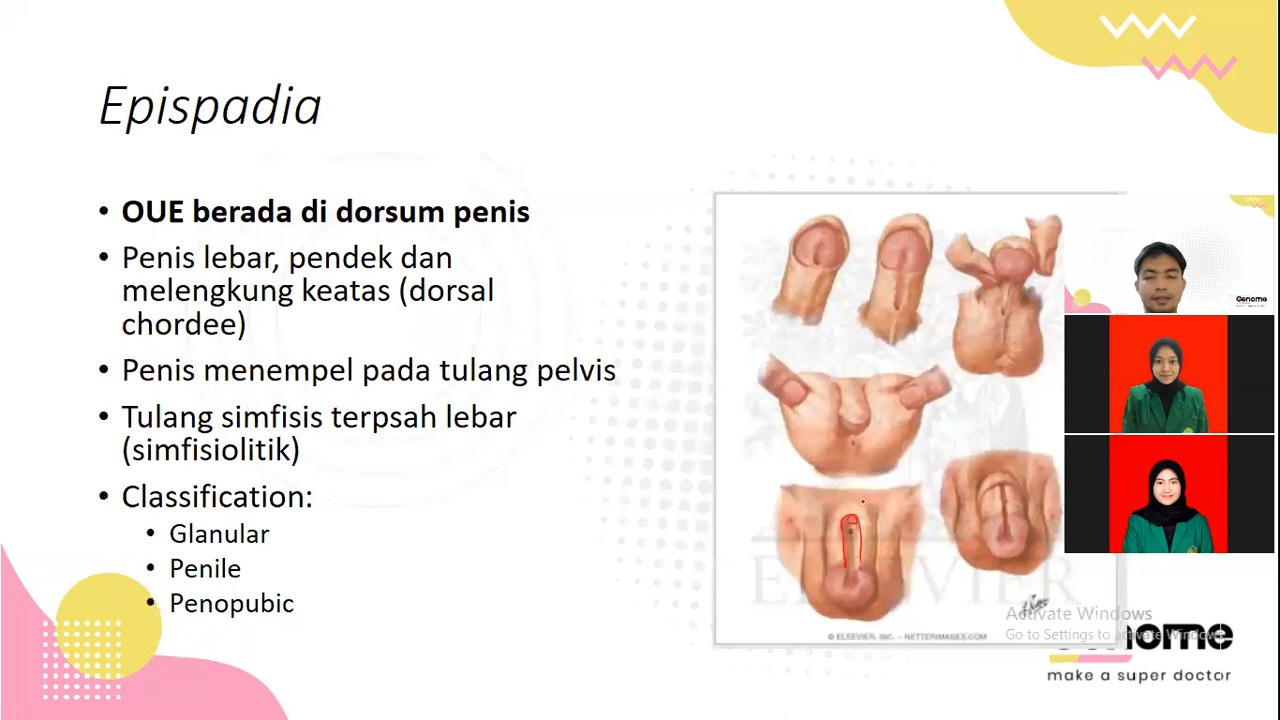 Epispadia
• OUE berada di dorsum penis
• Penis lebar, pendek dan
melengkung keatas (dorsal
chordee)
• Penis menempel pada tulang pelvis
• Tulang simfisis terpsah lebar
(simfisiolitik)
• Classification:
• Glanular
• Penile
• Penopubic
ELSEVIER
© ELSEVIER, INC. – NETTERIMAGES.COM
Genome
Activate Windows
Go to Settings to activate Windows.
make a super doctor